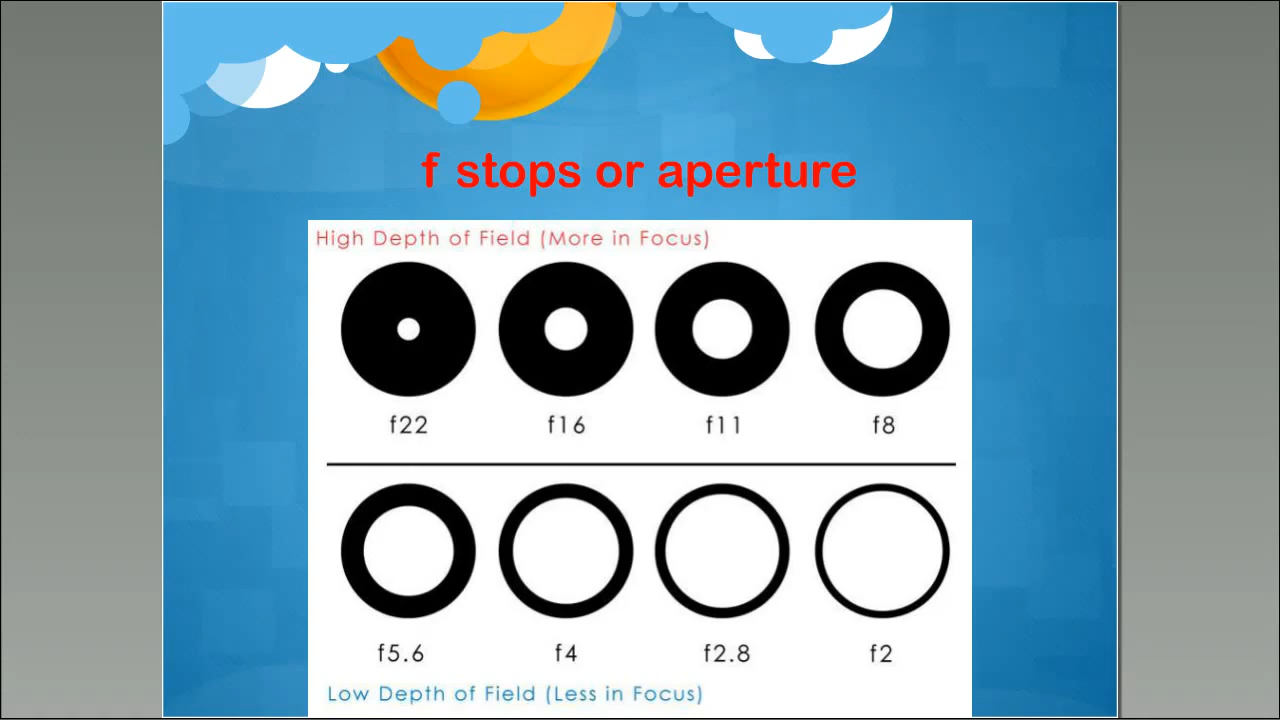 f stops or aperture
High Depth of Field (More in Focus)
f22 f16 f11 f8
f5.6 f4 f2.8 f2
Low Depth of Field (Less in Focus)